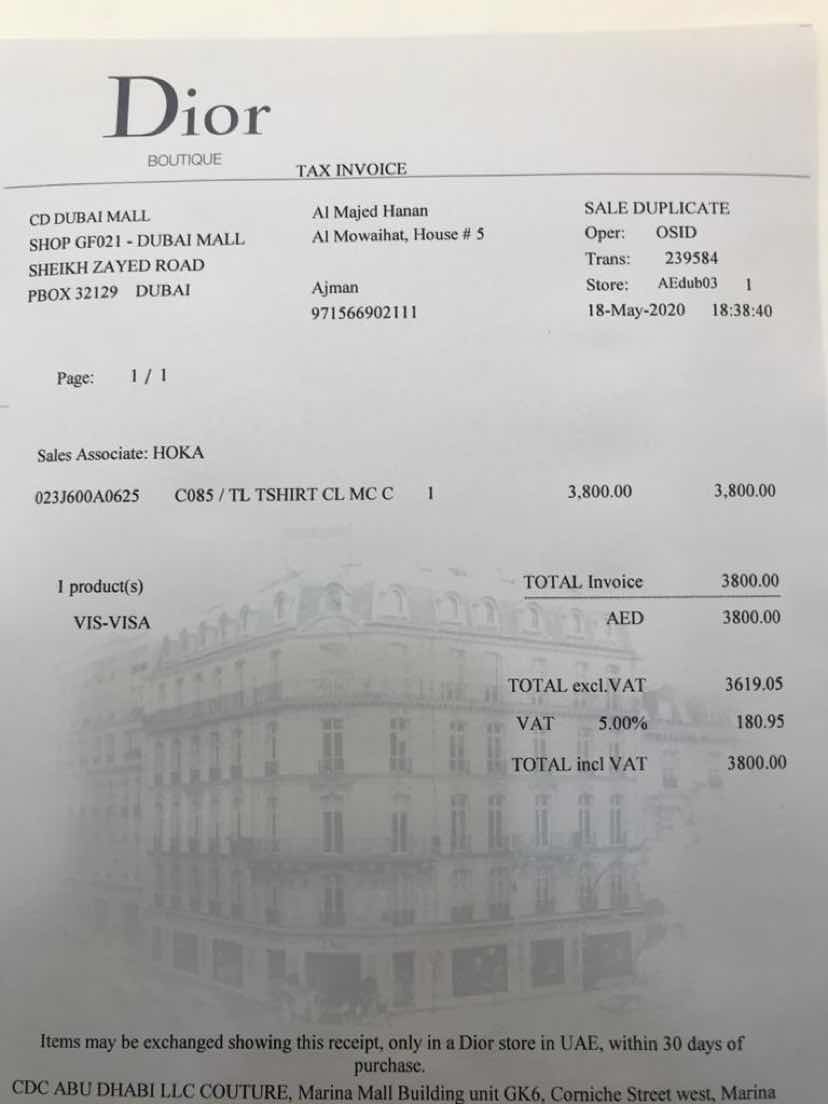 Dior
BOUTIQUE
TAX INVOICE
CD DUBAI MALL
SHOP GF021 - DUBAI MALL
SHEIKH ZAYED ROAD
PBOX 32129 DUBAI
Al Majed Hanan
Al Mowaihat, House # 5
Ajman
971566902111
SALE DUPLICATE
Oper: OSID
Trans: 239584
Store: AEdub03 1
18-May-2020 18:38:40
Page: 1 / 1
Sales Associate: HOKA
023J600A0625 C085 / TL TSHIRT CL MC C 1 3,800.00 3,800.00
1 product(s)
VIS-VISA
TOTAL Invoice 3800.00
AED 3800.00
TOTAL excl.VAT 3619.05
VAT 5.00% 180.95
TOTAL incl VAT 3800.00
Items may be exchanged showing this receipt, only in a Dior store in UAE, within 30 days of
purchase.
CDC ABU DHABI LLC COUTURE, Marina Mall Building unit GK6, Corniche Street west, Marina